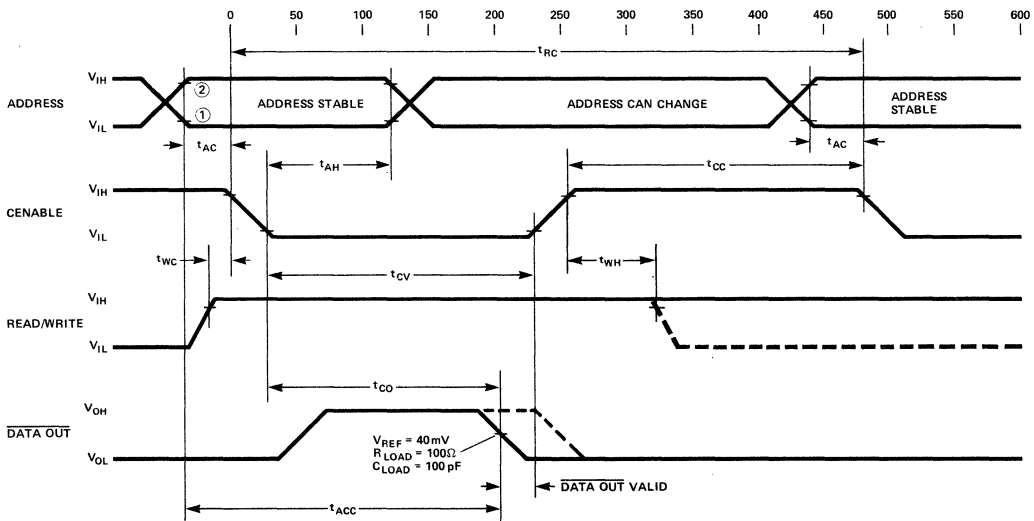 0 50 100 150 200 250 300 350 400 450 500 550 600
tRC
ADDRESS
VIH
VIL
②
①
ADDRESS STABLE
ADDRESS CAN CHANGE
ADDRESS
STABLE
tAC
tAH
tCC
tAC
CENABLE
VIH
VIL
tWC
tCV
tWH
READ/WRITE
VIH
VIL
tCO
DATA OUT
VOH
VOL
VREF = 40 mV
RLOAD = 100Ω
CLOAD = 100 pF
DATA OUT VALID
tACC